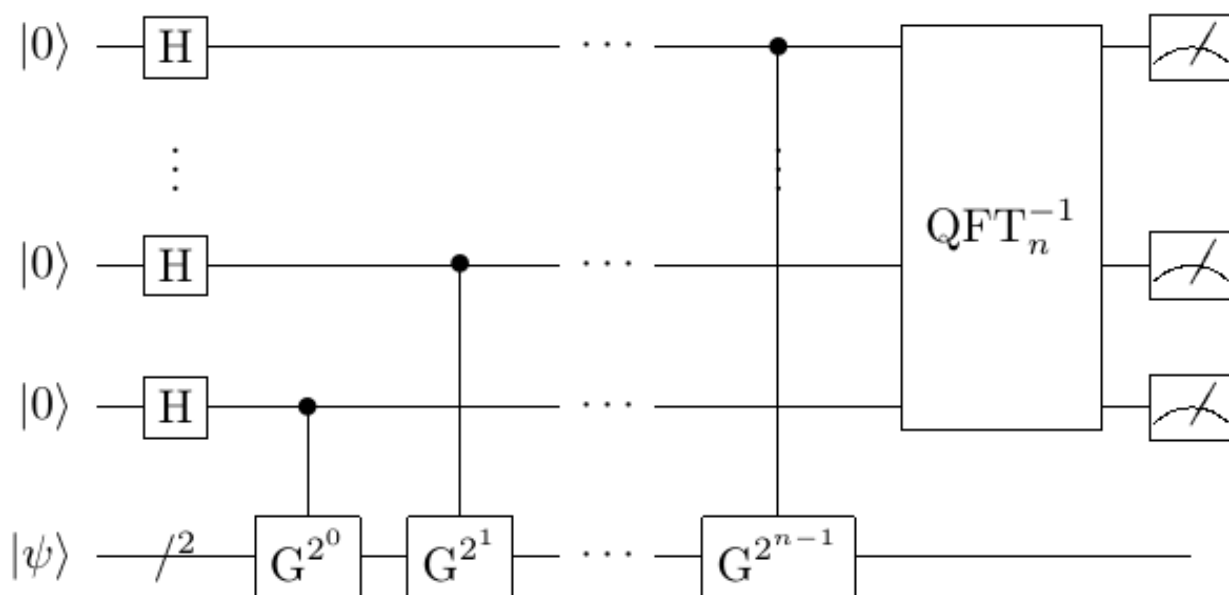 |0⟩ H ⋯
⋮ ⋮
|0⟩ H ⋯ QFT_n^{-1}
|0⟩ H ⋯
|ψ⟩ /2 G^{2^0} G^{2^1} ⋯ G^{2^{n-1}}